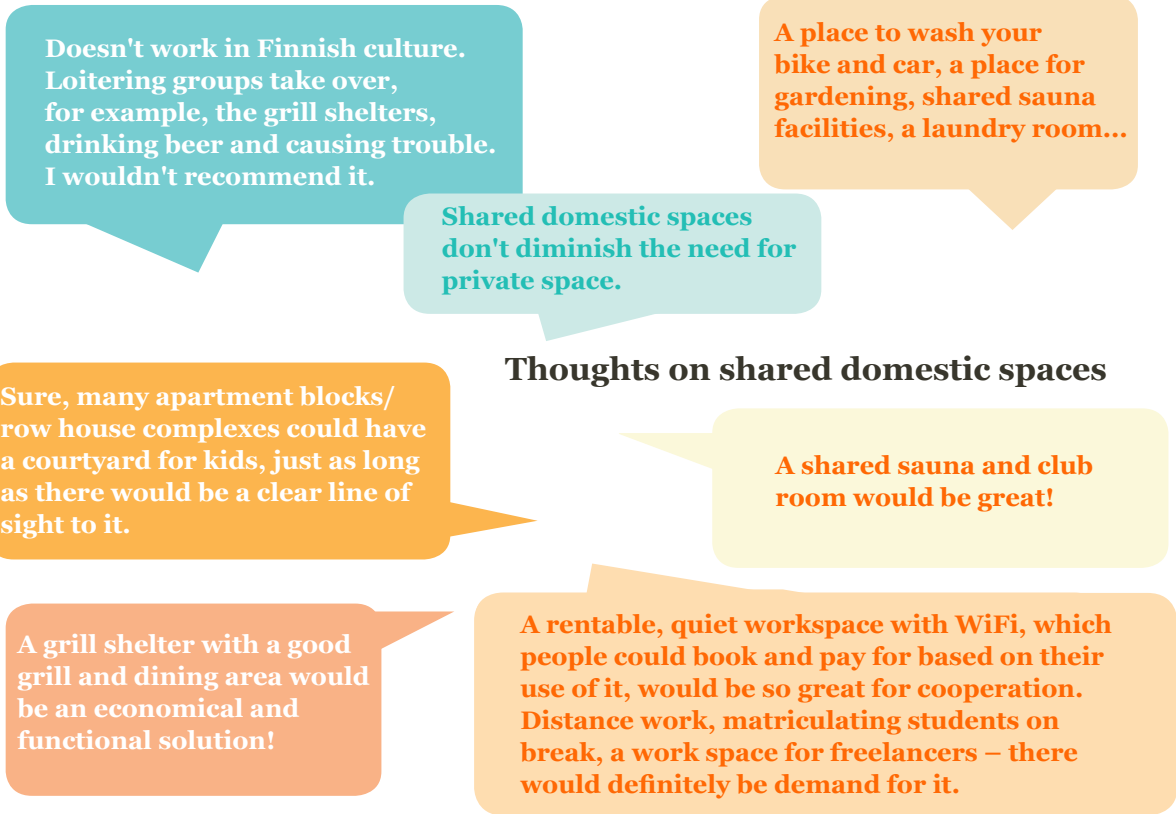 Doesn't work in Finnish culture.
Loitering groups take over,
for example, the grill shelters,
drinking beer and causing trouble.
I wouldn't recommend it.
A place to wash your
bike and car, a place for
gardening, shared sauna
facilities, a laundry room...
Shared domestic spaces
don't diminish the need for
private space.
Thoughts on shared domestic spaces
Sure, many apartment blocks/
row house complexes could have
a courtyard for kids, just as long
as there would be a clear line of
sight to it.
A shared sauna and club
room would be great!
A grill shelter with a good
grill and dining area would
be an economical and
functional solution!
A rentable, quiet workspace with WiFi, which
people could book and pay for based on their
use of it, would be so great for cooperation.
Distance work, matriculating students on
break, a work space for freelancers – there
would definitely be demand for it.